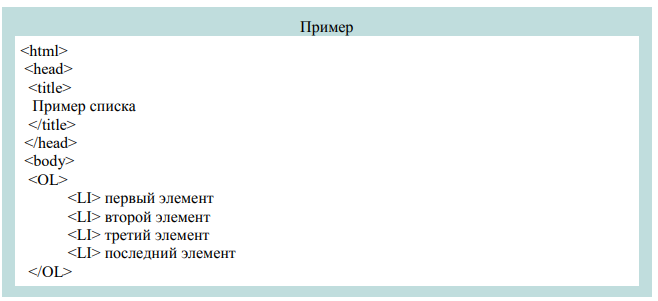 Пример
<html>
<head>
<title>
Пример списка
</title>
</head>
<body>
<OL>
<LI> первый элемент
<LI> второй элемент
<LI> третий элемент
<LI> последний элемент
</OL>